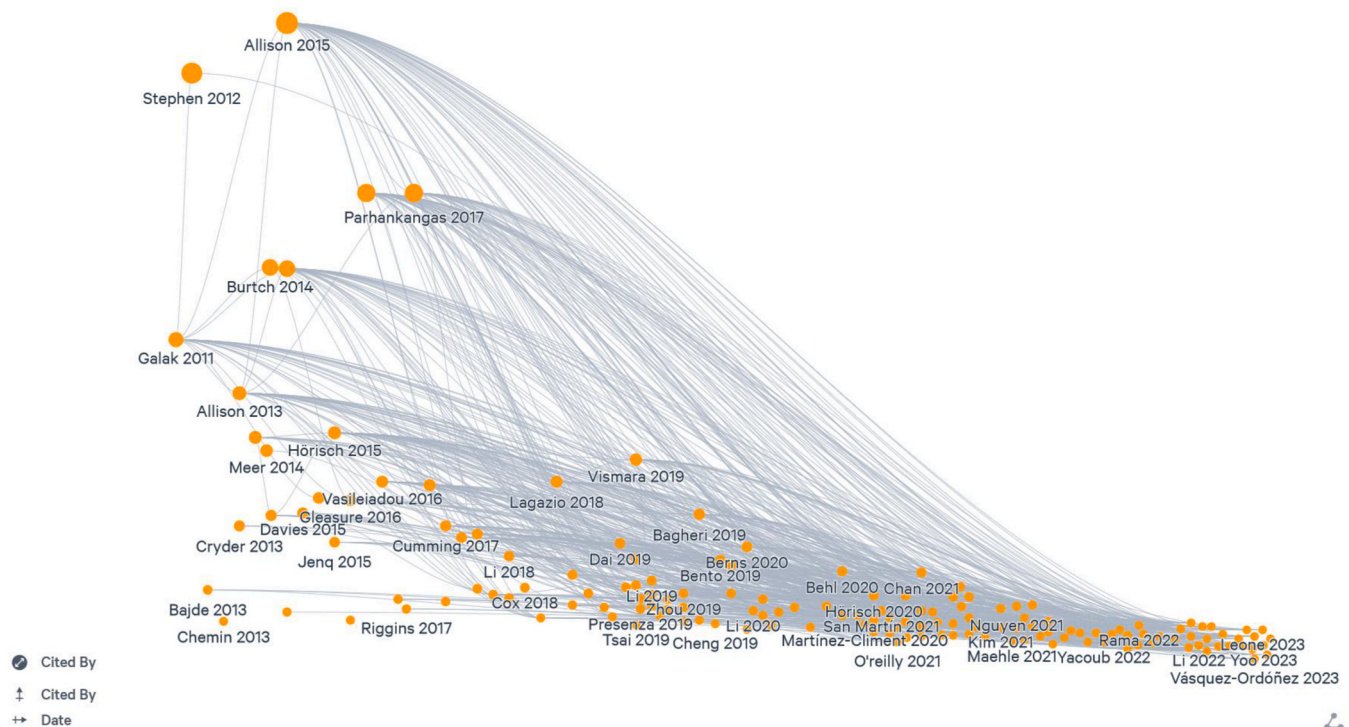 Allison 2015
Stephen 2012
Parhankangas 2017
Burtch 2014
Galak 2011
Allison 2013
Hörisch 2015
Meer 2014
Vismara 2019
Vasileiadou 2016
Lagazio 2018
Gleasure 2016
Davies 2015
Bagheri 2019
Cryder 2013
Cumming 2017
Jenq 2015
Dai 2019
Berns 2020
Li 2018
Bento 2019
Behl 2020
Chan 2021
Li 2019
Cox 2018
Bajde 2013
Zhou 2019
Hörisch 2020
Chemin 2013
Riggins 2017
Presenza 2019
Li 2020
San Martin 2021
Nguyen 2021
Tsai 2019
Cheng 2019
Martínez-Climent 2020
Kim 2021
Rama 2022
Leone 2023
O'reilly 2021
Maehle 2021
Yacoub 2022
Li 2022
Yoo 2023
Vásquez-Ordóñez 2023
Cited By
Cited By
Date